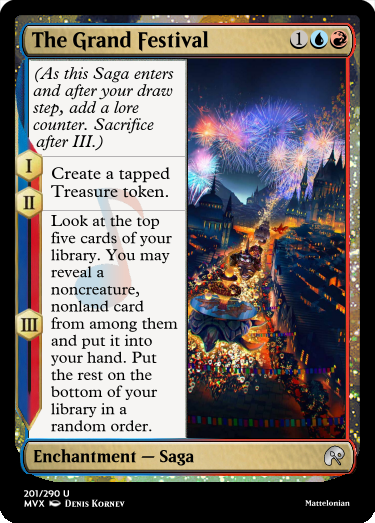 The Grand Festival 1
(As this Saga enters
and after your draw
step, add a lore
counter. Sacrifice
after III.)
I
II
Create a tapped
Treasure token.
III
Look at the top
five cards of your
library. You may
reveal a
noncreature,
nonland card
from among them
and put it into
your hand. Put
the rest on the
bottom of your
library in a
random order.
Enchantment — Saga
201/290 U
MVX Denis Kornev
Mattelonian